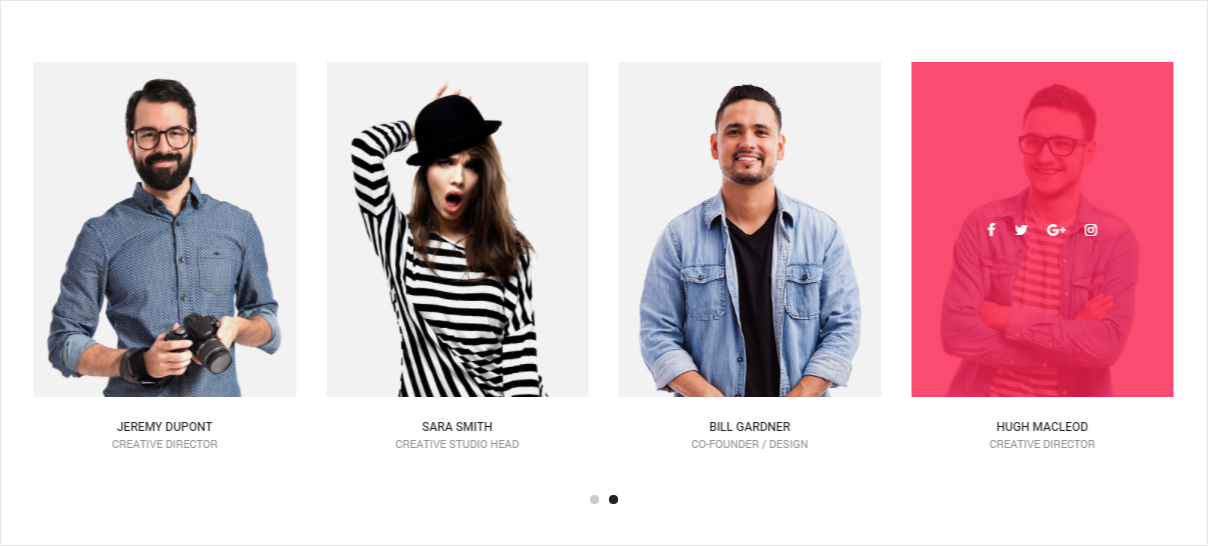 JEREMY DUPONT
CREATIVE DIRECTOR
SARA SMITH
CREATIVE STUDIO HEAD
BILL GARDNER
CO-FOUNDER / DESIGN
HUGH MACLEOD
CREATIVE DIRECTOR